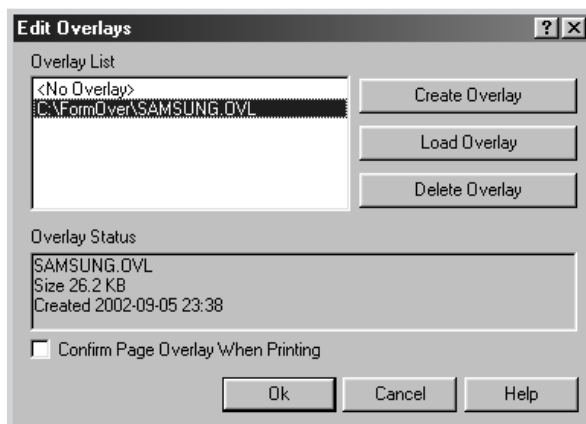 Edit Overlays
Overlay List
<No Overlay>
C:\FormOver\SAMSUNG.OVL
Create Overlay
Load Overlay
Delete Overlay
Overlay Status
SAMSUNG.OVL
Size 26.2 KB
Created 2002-09-05 23:38
Confirm Page Overlay When Printing
Ok Cancel Help